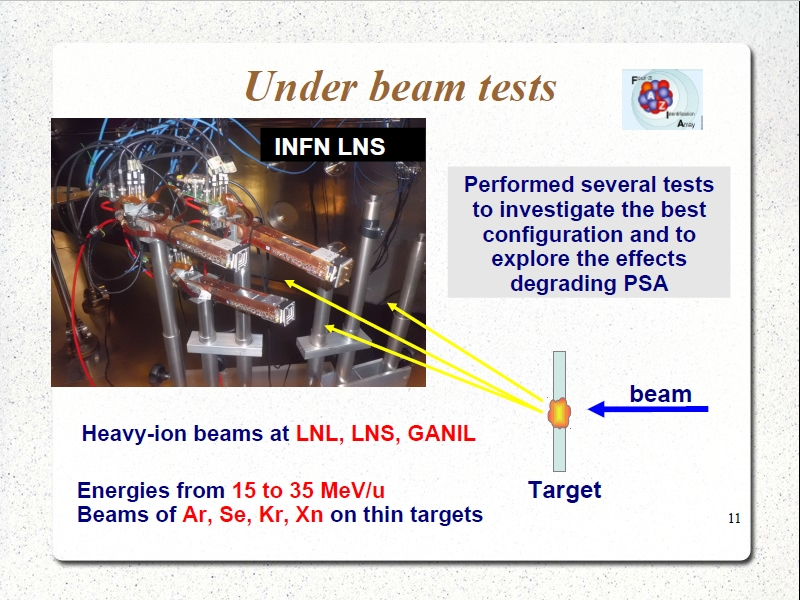 Under beam tests
INFN LNS
Performed several tests
to investigate the best
configuration and to
explore the effects
degrading PSA
beam
Heavy-ion beams at LNL, LNS, GANIL
Energies from 15 to 35 MeV/u
Beams of Ar, Se, Kr, Xn on thin targets
Target
11
A
Z
Array